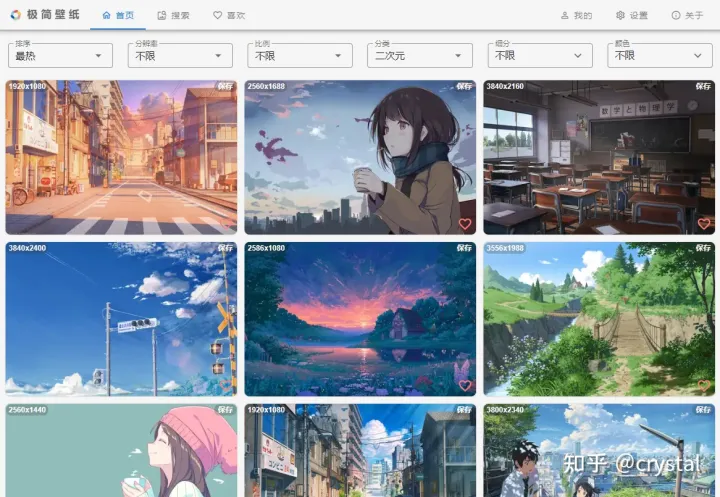 极简壁纸 首页 搜索 喜欢 我的 设置 关于
排序 分辨率 比例 分类 细分 颜色
最热 不限 不限 二次元 不限 不限
1920x1080 保存 2560x1688 保存 3840x2160 保存
数学と物理学
3840x2400 保存 2586x1080 保存 3556x1988 保存
2560x1440 保存 1920x1080 保存 3800x2340 保存
コンビニ
知乎 @crystal